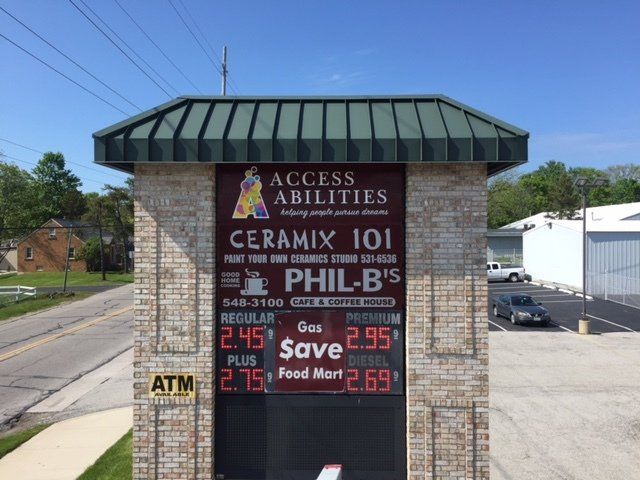 ACCESS
ABILITIES
helping people pursue dreams
CERAMIX 101
PAINT YOUR OWN CERAMICS STUDIO 531-6536
GOOD HOME COOKING
PHIL-B's
548-3100
CAFE & COFFEE HOUSE
REGULAR
2.45 9
PLUS
2.75 9
Gas
$ave
Food Mart
PREMIUM
2.95 9
DIESEL
2.69 9
ATM
AVAILABLE